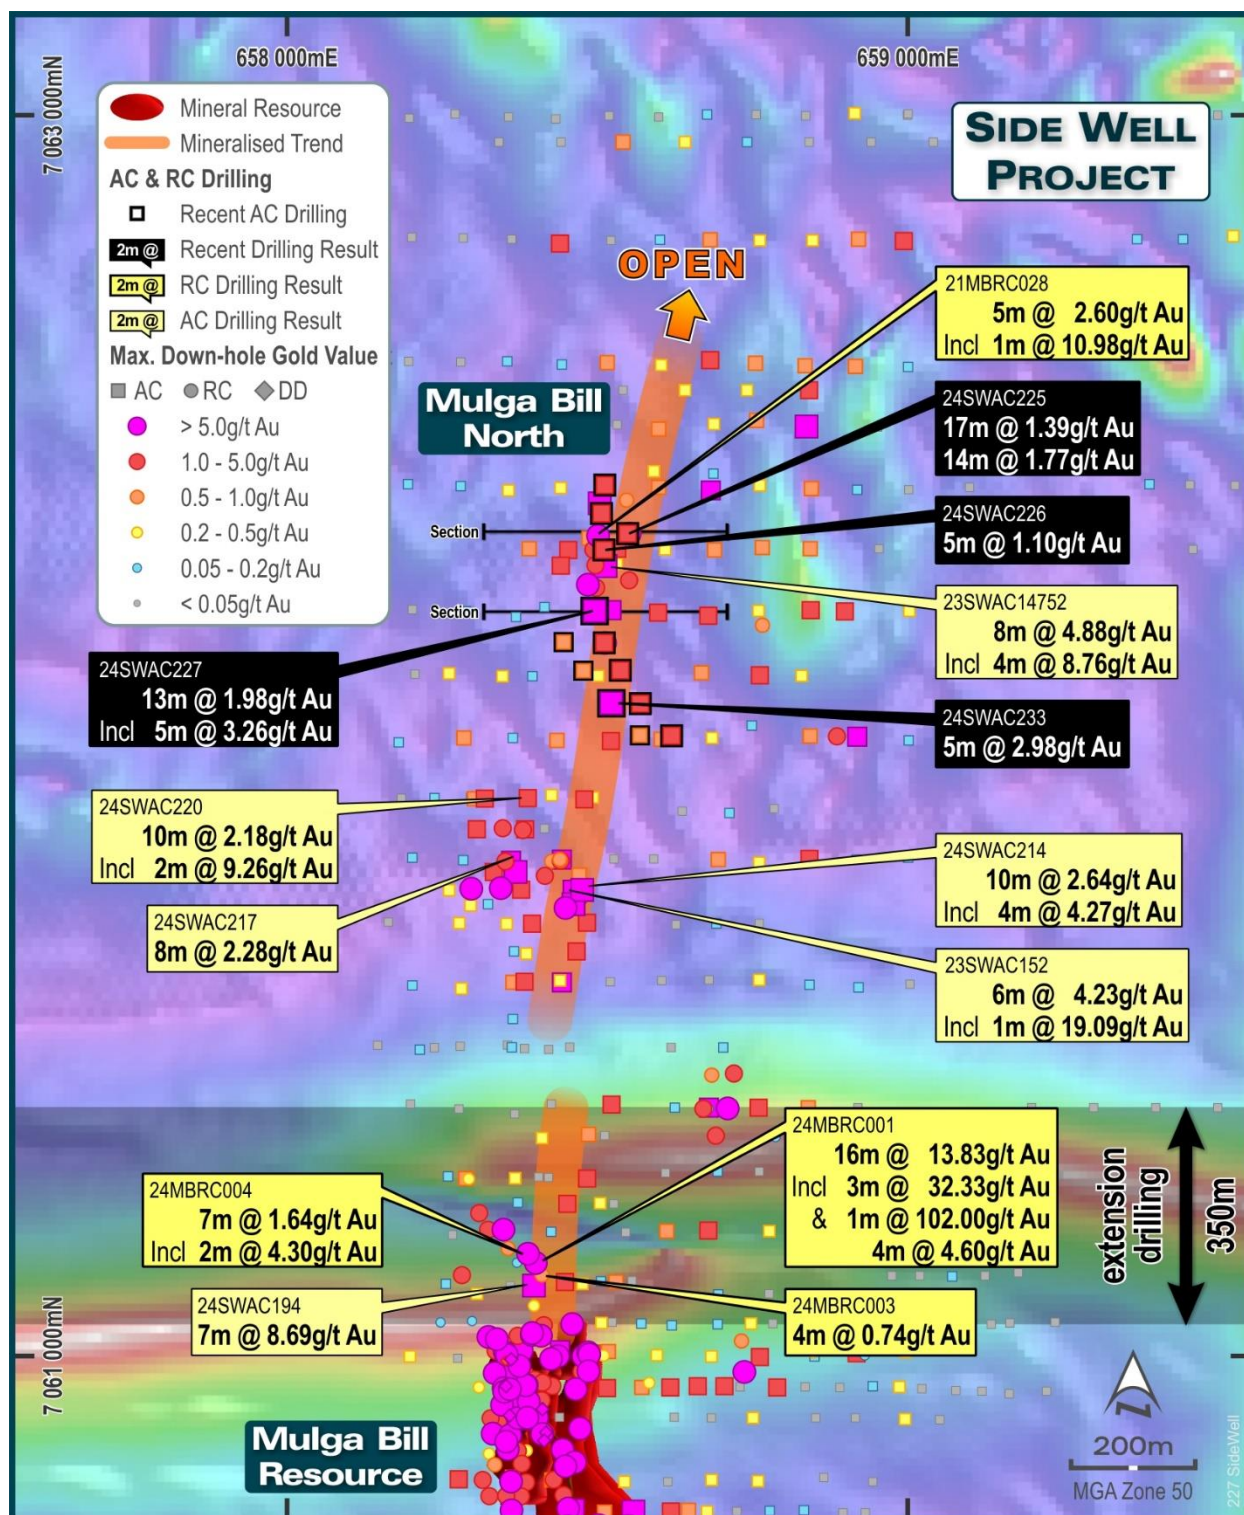 658 000mE
659 000mE
7 063 000mN
Mineral Resource
Mineralised Trend
AC & RC Drilling
Recent AC Drilling
2m @ Recent Drilling Result
2m @ RC Drilling Result
2m @ AC Drilling Result
Max. Down-hole Gold Value
AC RC DD
> 5.0g/t Au
1.0 - 5.0g/t Au
0.5 - 1.0g/t Au
0.2 - 0.5g/t Au
0.05 - 0.2g/t Au
< 0.05g/t Au
SIDE WELL
PROJECT
OPEN
Mulga Bill
North
21MBRC028
5m @ 2.60g/t Au
Incl 1m @ 10.98g/t Au
24SWAC225
17m @ 1.39g/t Au
14m @ 1.77g/t Au
Section
24SWAC226
5m @ 1.10g/t Au
23SWAC14752
8m @ 4.88g/t Au
Incl 4m @ 8.76g/t Au
Section
24SWAC227
13m @ 1.98g/t Au
Incl 5m @ 3.26g/t Au
24SWAC233
5m @ 2.98g/t Au
24SWAC220
10m @ 2.18g/t Au
Incl 2m @ 9.26g/t Au
24SWAC214
10m @ 2.64g/t Au
Incl 4m @ 4.27g/t Au
24SWAC217
8m @ 2.28g/t Au
23SWAC152
6m @ 4.23g/t Au
Incl 1m @ 19.09g/t Au
24MBRC001
16m @ 13.83g/t Au
Incl 3m @ 32.33g/t Au
& 1m @ 102.00g/t Au
4m @ 4.60g/t Au
extension
drilling
350m
24MBRC004
7m @ 1.64g/t Au
Incl 2m @ 4.30g/t Au
24SWAC194
7m @ 8.69g/t Au
24MBRC003
4m @ 0.74g/t Au
7 061 000mN
Mulga Bill
Resource
200m
MGA Zone 50
227 SideWell